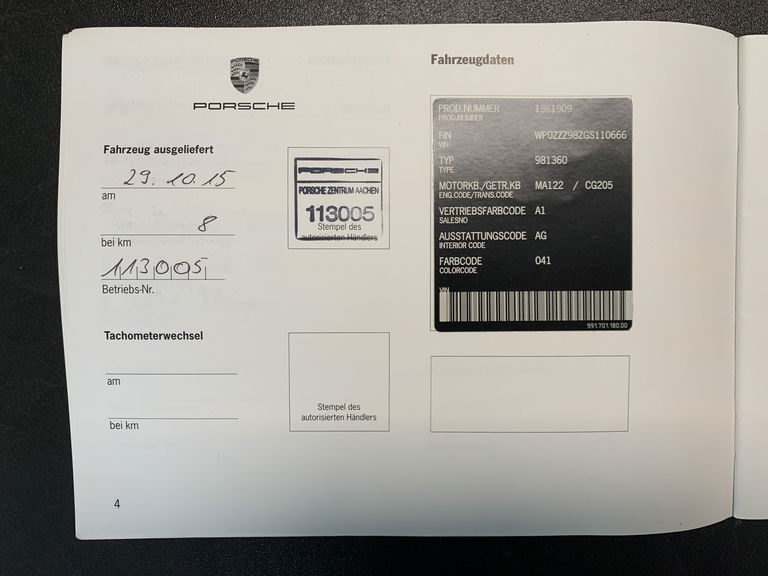 PORSCHE
PORSCHE
Fahrzeug ausgeliefert
29.10.15
am
8
bei km
113005
Betriebs-Nr.
PORSCHE
PORSCHE ZENTRUM AACHEN
113005
Stempel des
autorisierten Händlers
Tachometerwechsel
am
bei km
Stempel des
autorisierten Händlers
4
Fahrzeugdaten
PROD.NUMMER 1361909
PROD.NUMBER
FIN WP0ZZZ98ZGS110666
VIN
TYP 981360
TYPE
MOTORKB./GETR.KB MA122 / CG205
ENG.CODE/TRANS.CODE
VERTRIEBSFARBCODE A1
SALESNO
AUSSTATTUNGSCODE AG
INTERIOR CODE
FARBCODE 041
COLORCODE
VIN
991.701.180.00